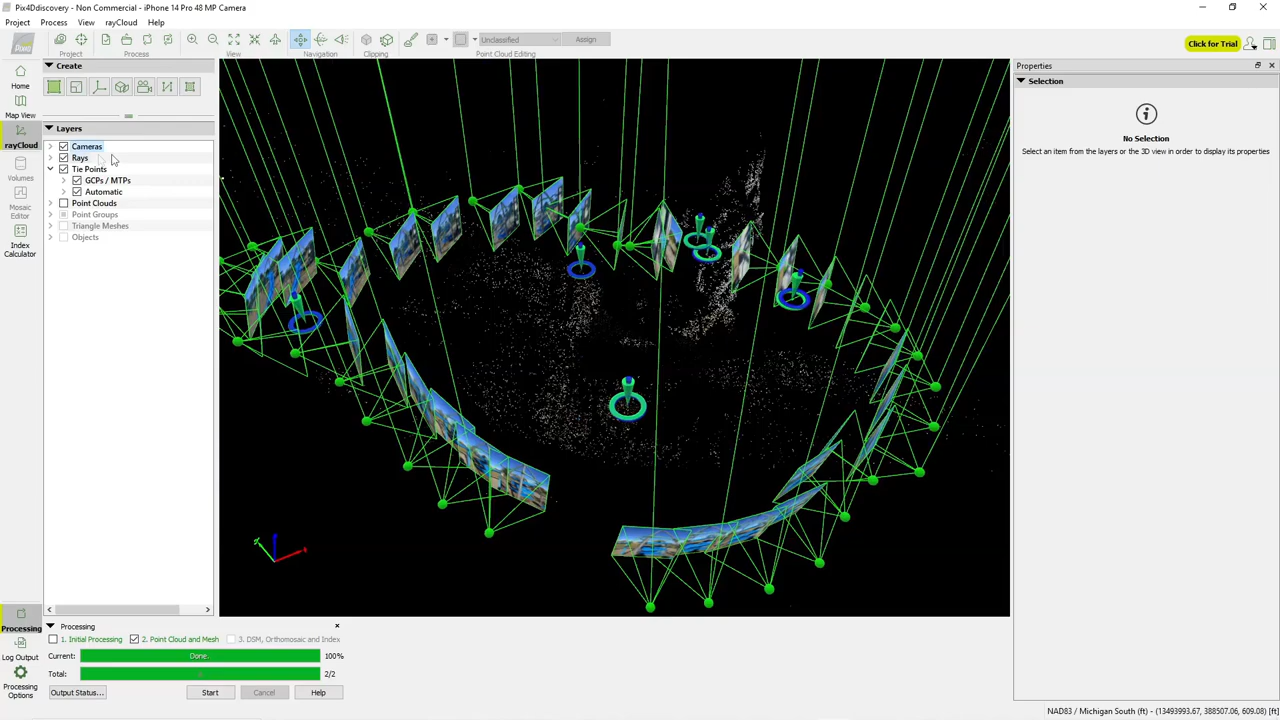 Pix4Ddiscovery - Non Commercial - iPhone 14 Pro 48 MP Camera
Project Process View rayCloud Help
Unclassified Assign
Project Process View Navigation Clipping Point Cloud Editing
Click for Trial
Create
Home
Map View
rayCloud
Volumes
Mosaic
Editor
Index
Calculator
Layers
Cameras
Rays
Tie Points
GCPs / MTPs
Automatic
Point Clouds
Point Groups
Triangle Meshes
Objects
Properties
Selection
No Selection
Select an item from the layers or the 3D view in order to display its properties
Processing
Log Output
Processing
Options
Processing
1. Initial Processing 2. Point Cloud and Mesh 3. DSM, Orthomosaic and Index
Current: Done. 100%
Total: 2/2
Output Status... Start Cancel Help
NAD83 / Michigan South (ft) - (13493993.67, 388507.06, 609.08) [ft]